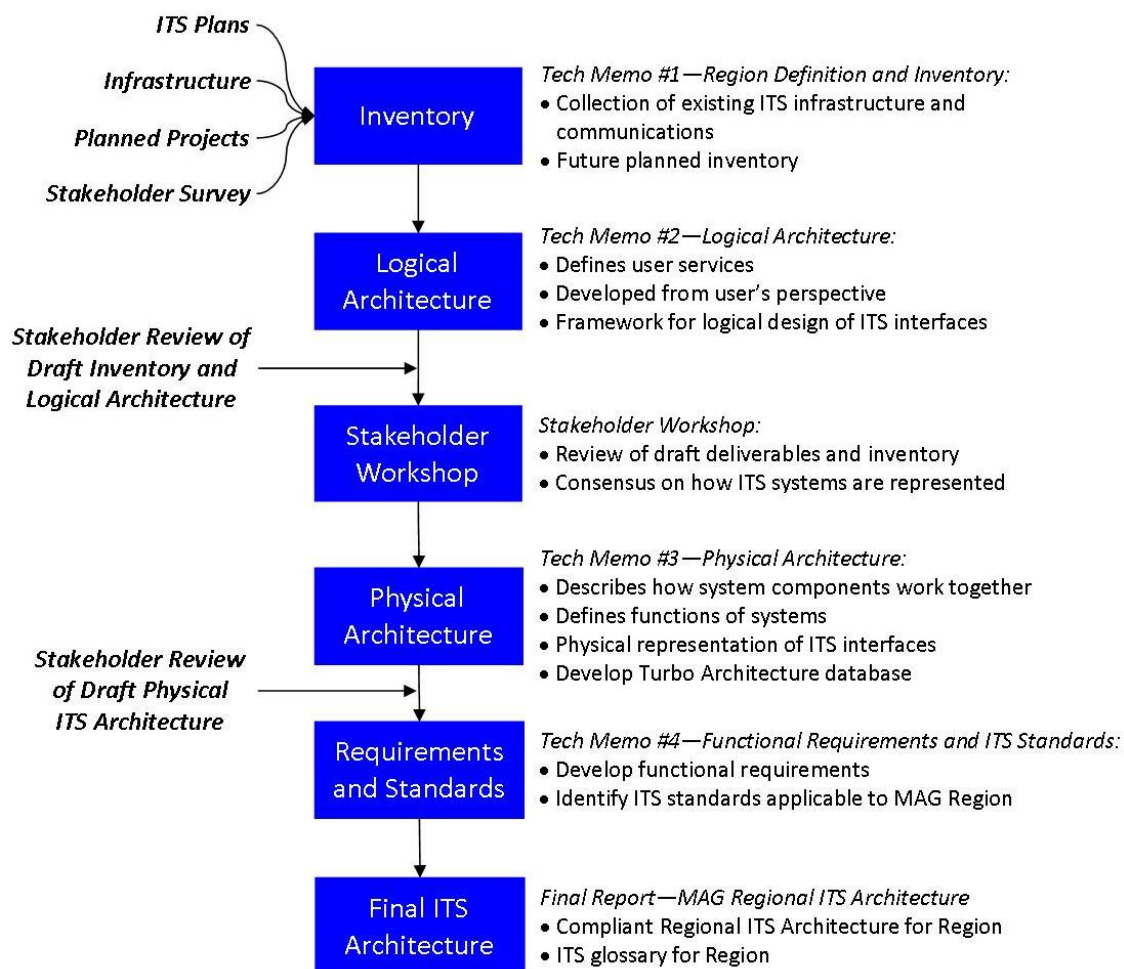 ITS Plans
Infrastructure
Planned Projects
Stakeholder Survey
Inventory
Tech Memo #1—Region Definition and Inventory:
• Collection of existing ITS infrastructure and
communications
• Future planned inventory
Logical
Architecture
Tech Memo #2—Logical Architecture:
• Defines user services
• Developed from user's perspective
• Framework for logical design of ITS interfaces
Stakeholder Review of
Draft Inventory and
Logical Architecture
Stakeholder
Workshop
Stakeholder Workshop:
• Review of draft deliverables and inventory
• Consensus on how ITS systems are represented
Physical
Architecture
Tech Memo #3—Physical Architecture:
• Describes how system components work together
• Defines functions of systems
• Physical representation of ITS interfaces
• Develop Turbo Architecture database
Stakeholder Review
of Draft Physical
ITS Architecture
Requirements
and Standards
Tech Memo #4—Functional Requirements and ITS Standards:
• Develop functional requirements
• Identify ITS standards applicable to MAG Region
Final ITS
Architecture
Final Report—MAG Regional ITS Architecture
• Compliant Regional ITS Architecture for Region
• ITS glossary for Region